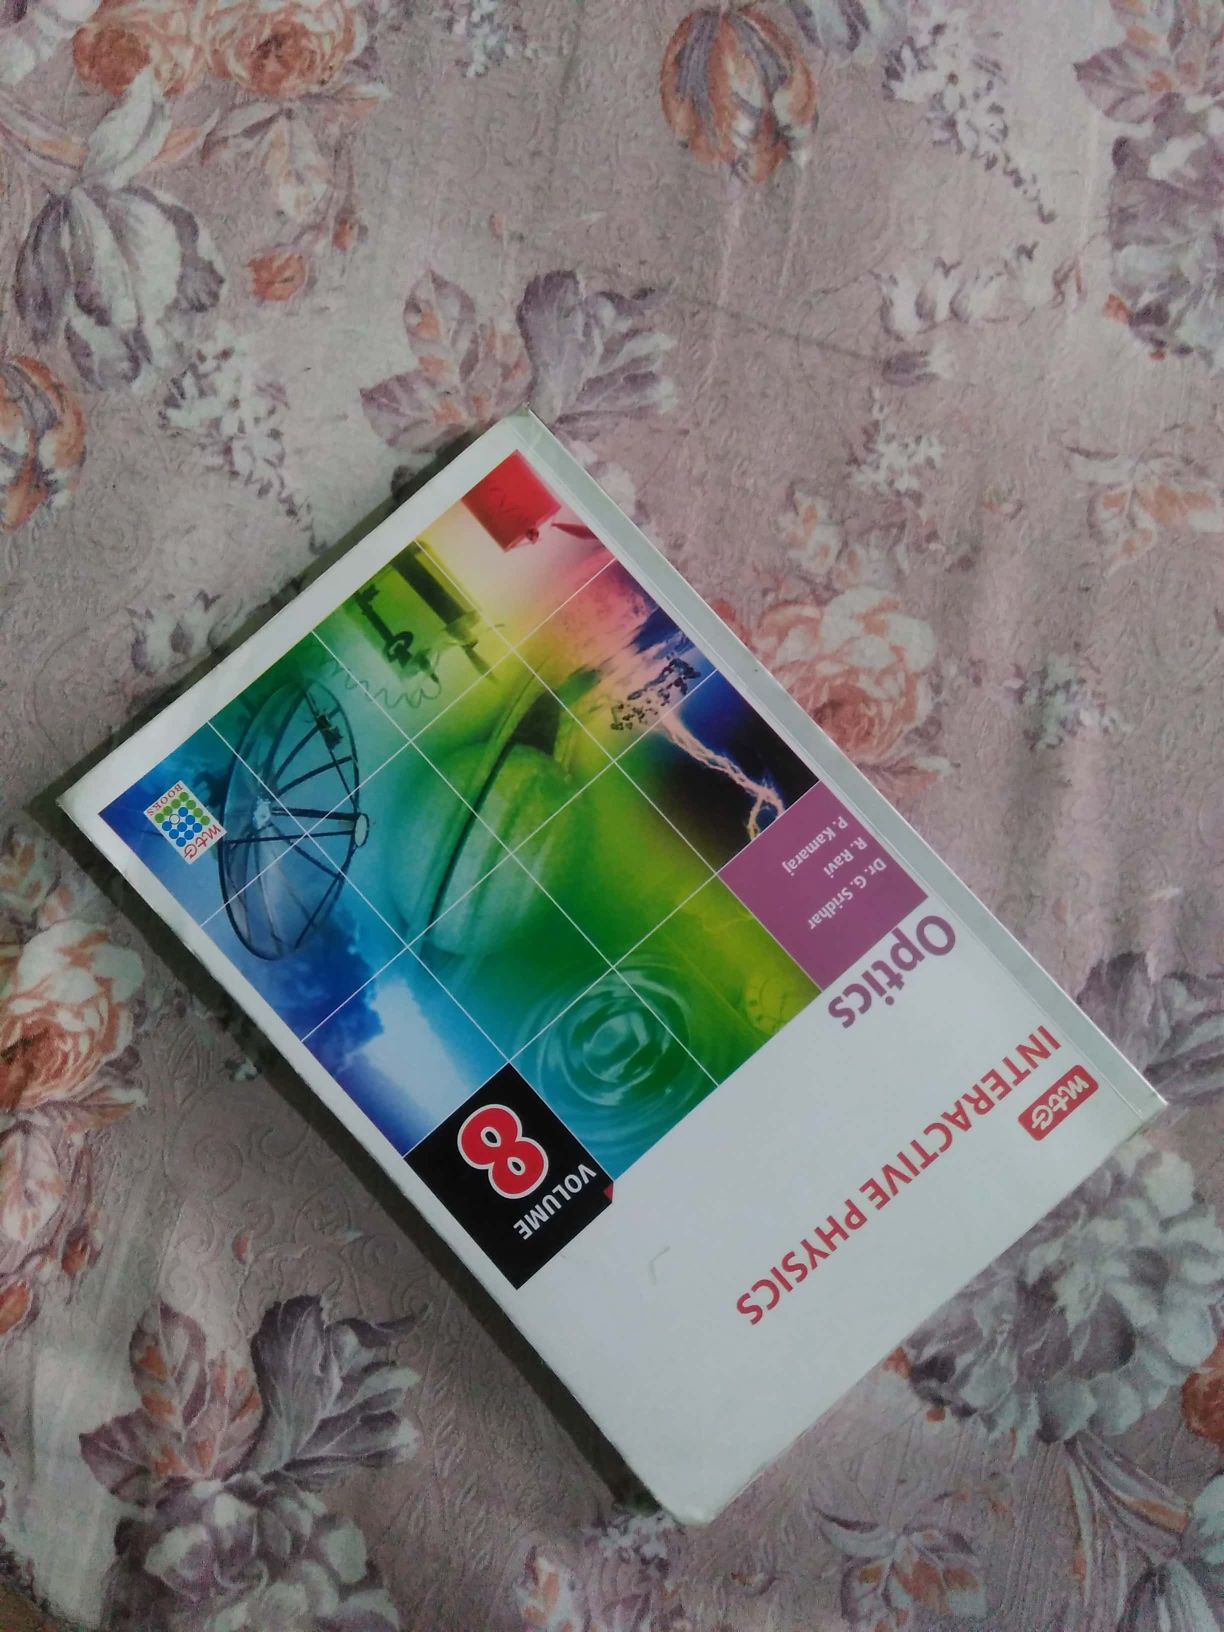 mtG
INTERACTIVE PHYSICS
Optics
Dr. G. Sridhar
R. Ravi
P. Kamaraj
VOLUME
8
mtG
BOOKS